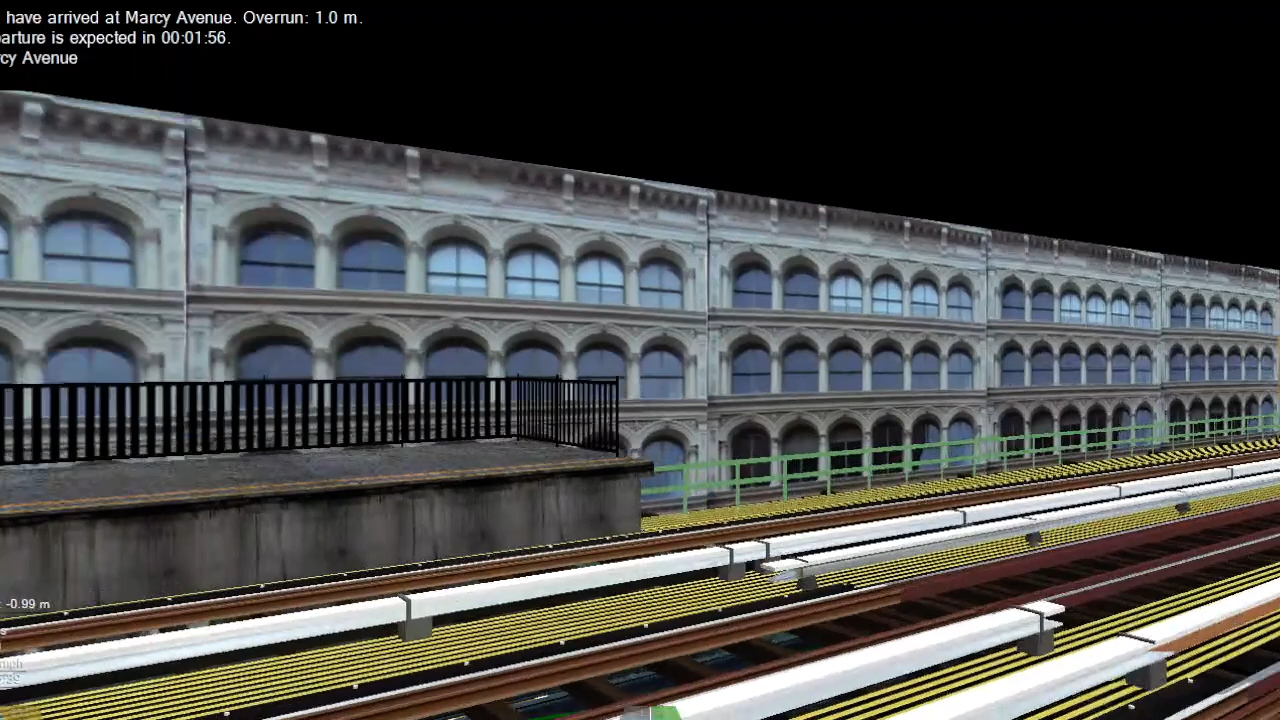 have arrived at Marcy Avenue. Overrun: 1.0 m.
arture is expected in 00:01:56.
cy Avenue
: -0.99 m
mph